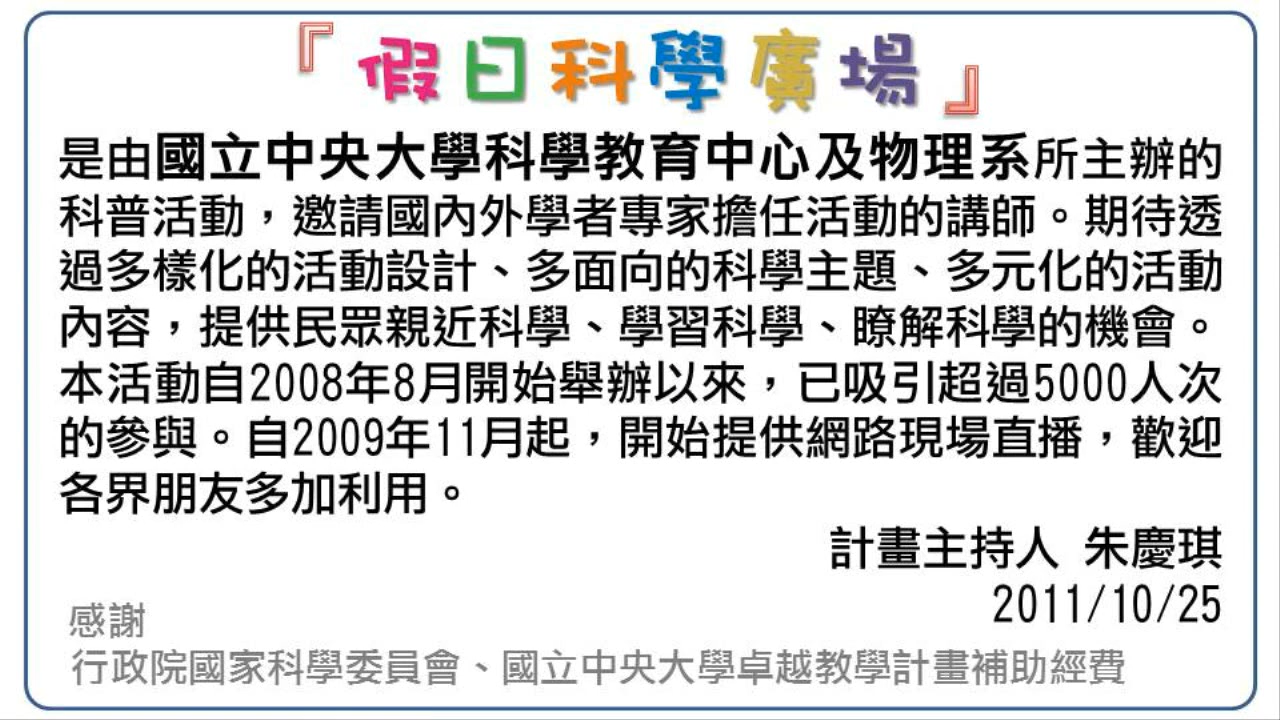 『假日科學廣場』
是由國立中央大學科學教育中心及物理系所主辦的
科普活動，邀請國內外學者專家擔任活動的講師。期待透
過多樣化的活動設計、多面向的科學主題、多元化的活動
內容，提供民眾親近科學、學習科學、瞭解科學的機會。
本活動自2008年8月開始舉辦以來，已吸引超過5000人次
的參與。自2009年11月起，開始提供網路現場直播，歡迎
各界朋友多加利用。
計畫主持人 朱慶琪
2011/10/25
感謝
行政院國家科學委員會、國立中央大學卓越教學計畫補助經費